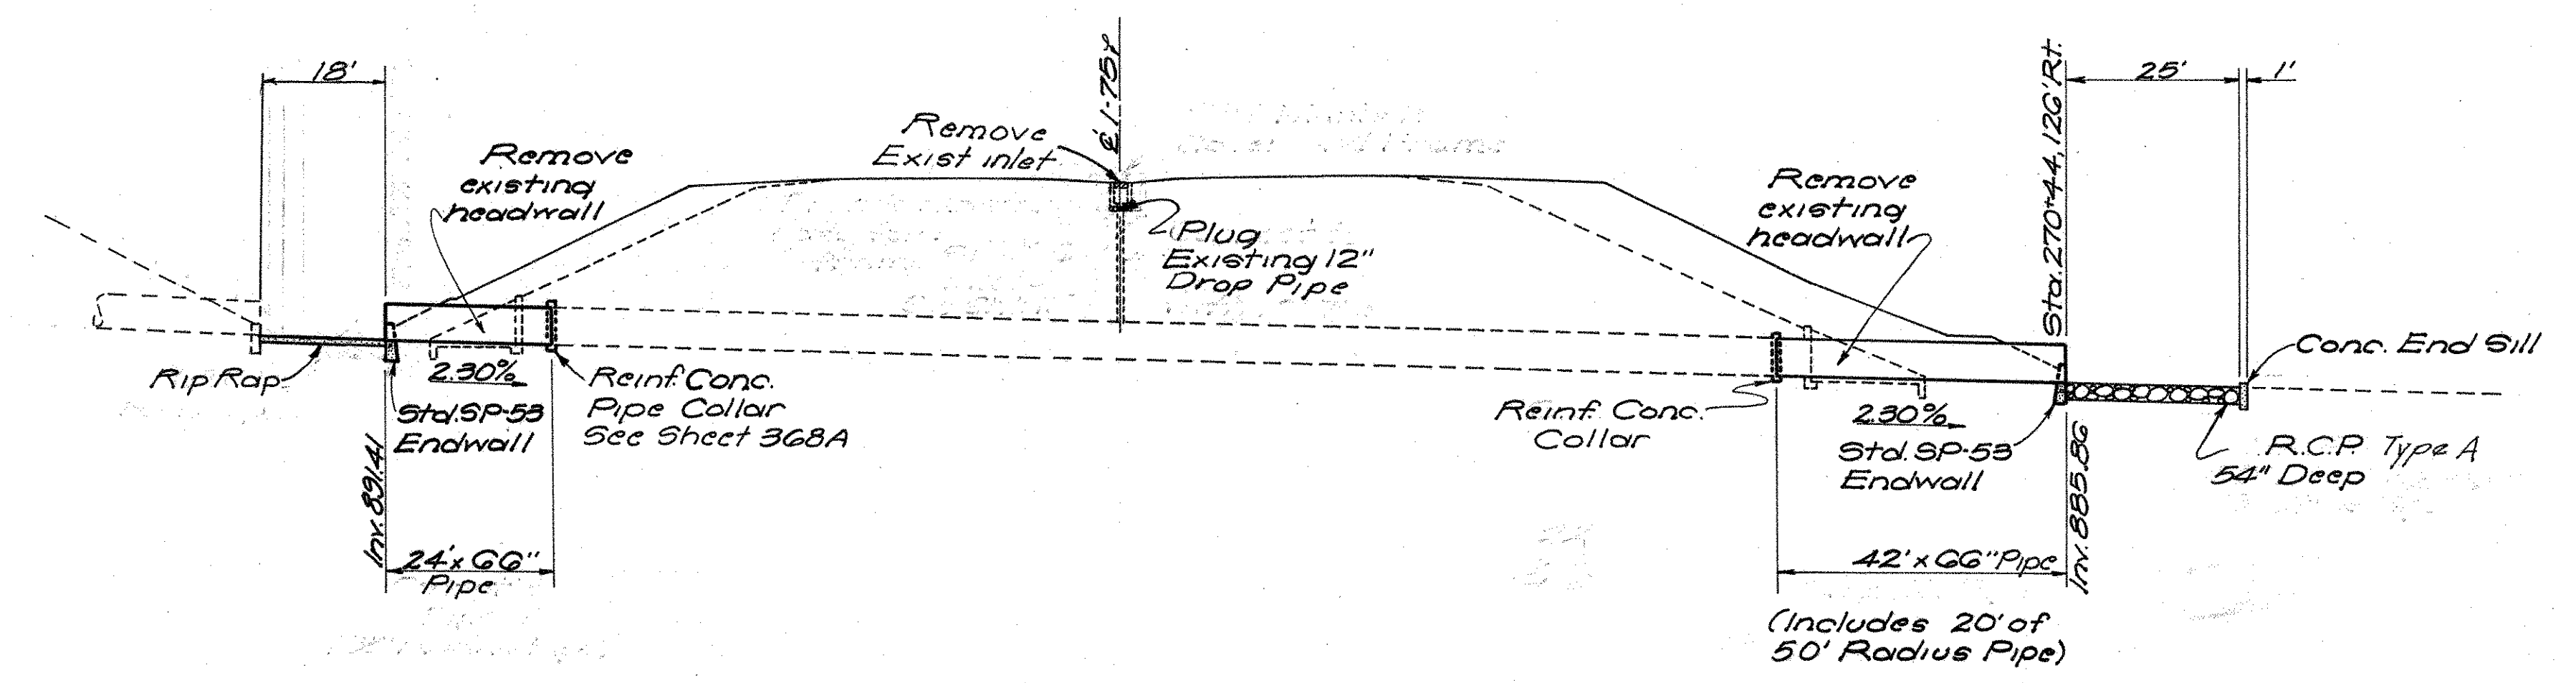 18'
₠ I-75
Sta. 2270+44, 126' Rt.
25'
1'
Remove
Exist inlet
Remove
existing
headwall
Remove
existing
headwall
Plug
Existing 12"
Drop Pipe
Rip Rap
2.30%
Reinf. Conc.
Pipe Collar
See Sheet 368A
Std. SP-53
Endwall
Inv. 891.41
24' x 66"
Pipe
Reinf. Conc.
Collar
2.30%
Std. SP-53
Endwall
Conc. End Sill
R.C.P. Type A
54" Deep
Inv. 885.86
42' x 66" Pipe
(Includes 20' of
50' Radius Pipe)